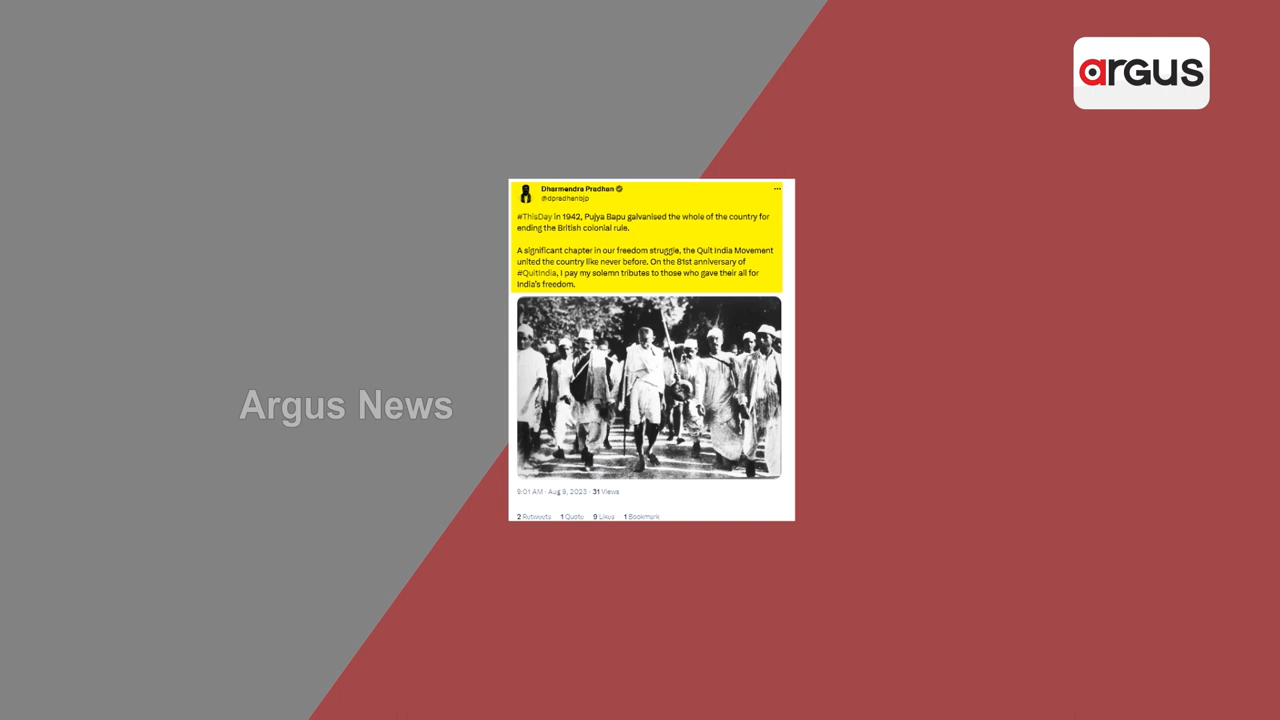 argus
Dharmendra Pradhan
@dpradhanbjp
#ThisDay in 1942, Pujya Bapu galvanised the whole of the country for
ending the British colonial rule.
A significant chapter in our freedom struggle, the Quit India Movement
united the country like never before. On the 81st anniversary of
#QuitIndia, I pay my solemn tributes to those who gave their all for
India's freedom.
Argus News
9:01 AM · Aug 9, 2023 · 31 Views
2 Retweets 1 Quote 9 Likes 1 Bookmark